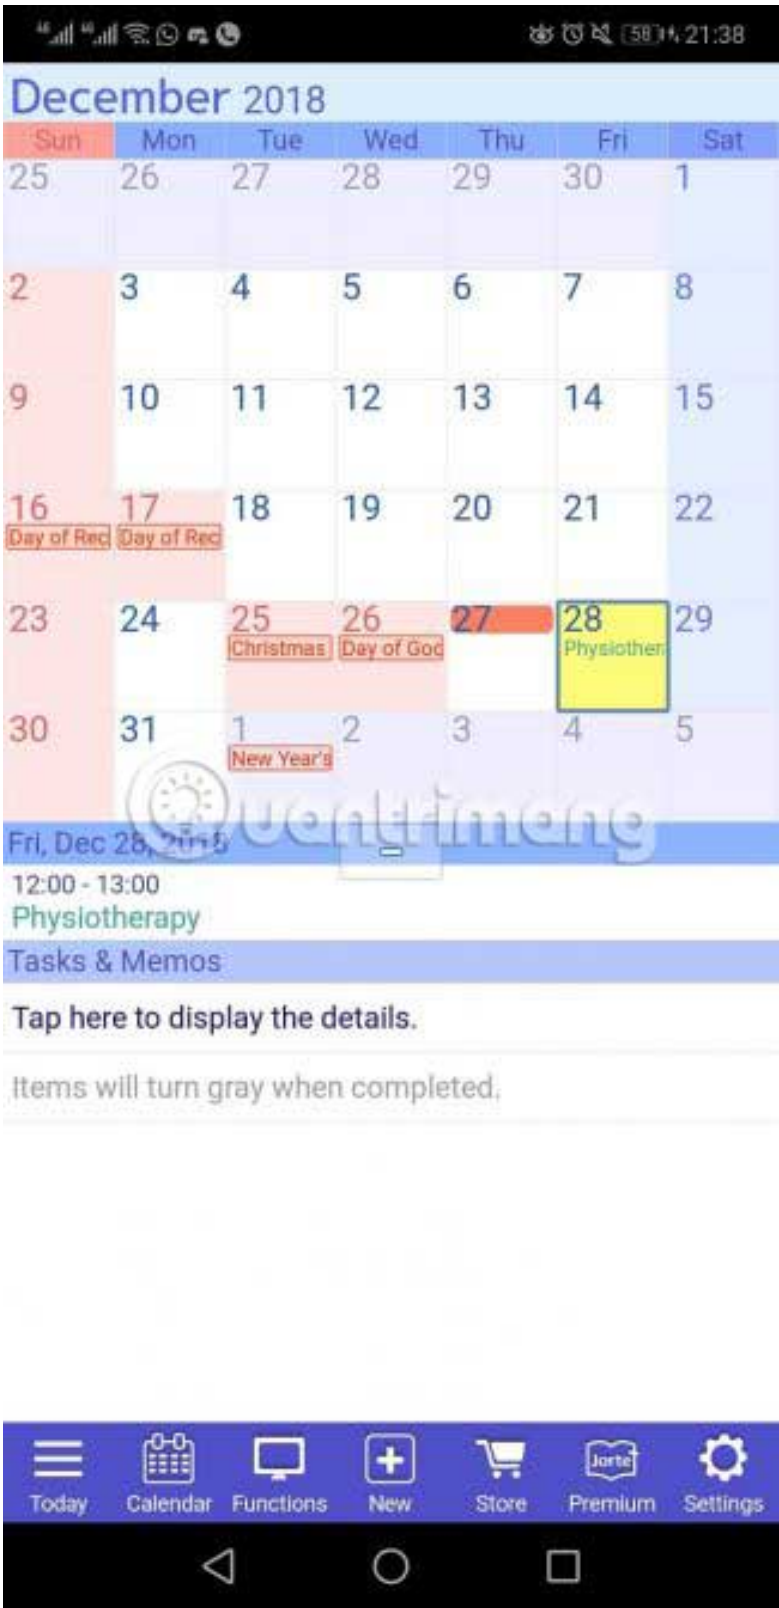 58 21:38
December 2018
Sun Mon Tue Wed Thu Fri Sat
25 26 27 28 29 30 1
2 3 4 5 6 7 8
9 10 11 12 13 14 15
16 17 18 19 20 21 22
Day of Rec Day of Rec
23 24 25 26 27 28 29
Christmas Day of Goo Physiother
30 31 1 2 3 4 5
New Year's
Quantrimang
Fri, Dec 28, 2018
12:00 - 13:00
Physiotherapy
Tasks & Memos
Tap here to display the details.
Items will turn gray when completed.
Jorte
Today Calendar Functions New Store Premium Settings